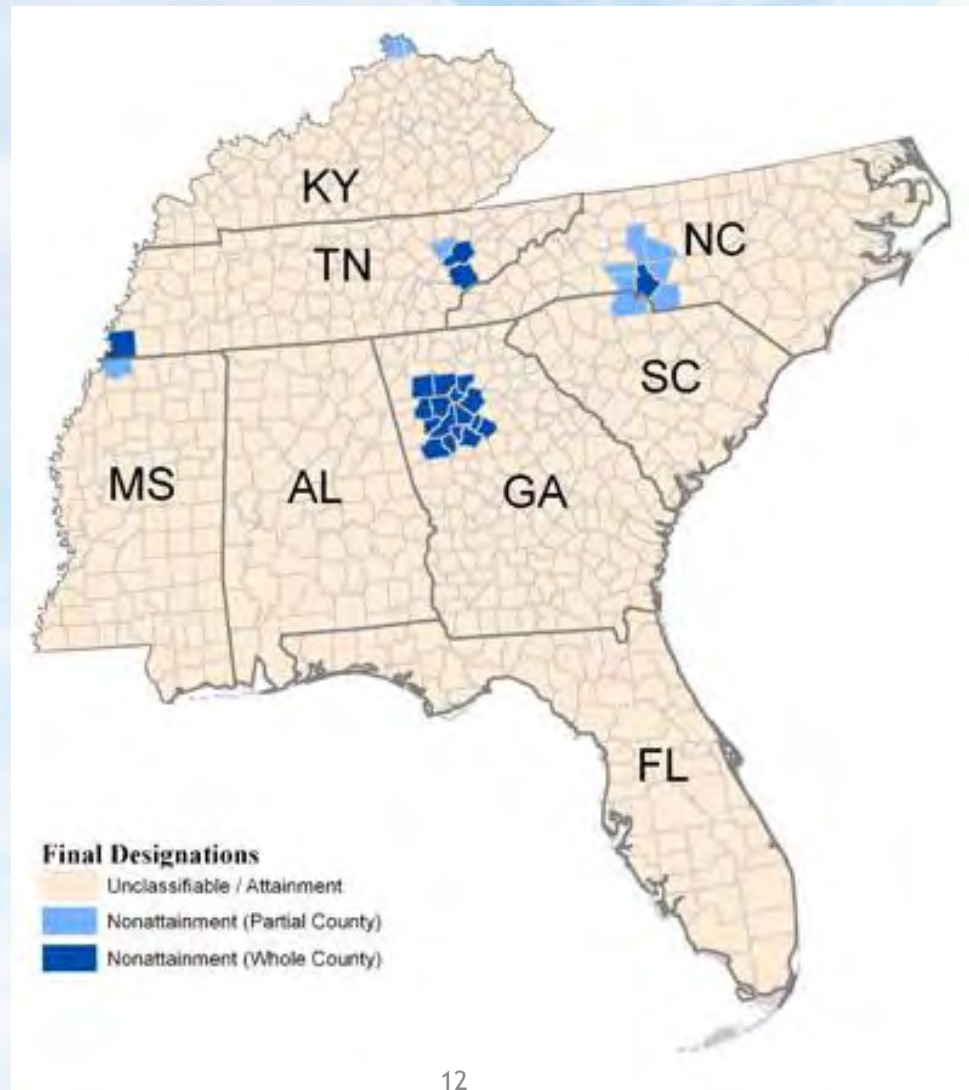 KY
TN
NC
SC
MS
AL
GA
FL
Final Designations
Unclassifiable / Attainment
Nonattainment (Partial County)
Nonattainment (Whole County)
12